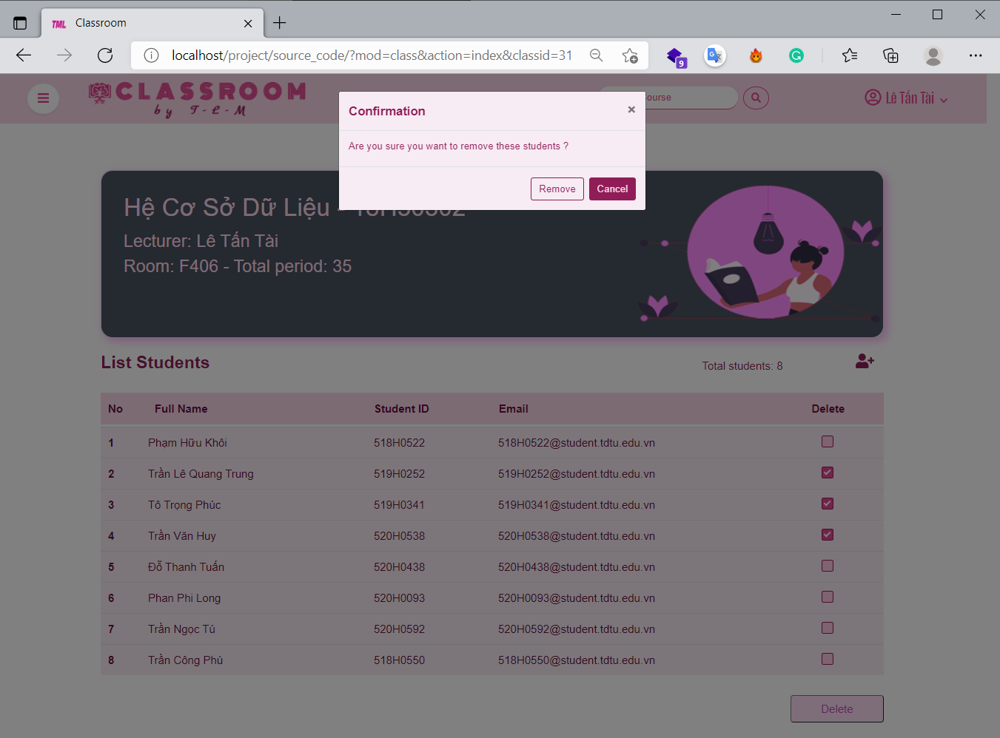 TML Classroom
localhost/project/source_code/?mod=class&action=index&classid=31
9
CLASSROOM
by T-L-M
ourse
Lê Tấn Tài
Confirmation
Are you sure you want to remove these students ?
Remove Cancel
Hệ Cơ Sở Dữ Liệu -
Lecturer: Lê Tấn Tài
Room: F406 - Total period: 35
List Students
Total students: 8
No Full Name Student ID Email Delete
1 Phạm Hữu Khôi 518H0522 518H0522@student.tdtu.edu.vn
2 Trần Lê Quang Trung 519H0252 519H0252@student.tdtu.edu.vn
3 Tô Trọng Phúc 519H0341 519H0341@student.tdtu.edu.vn
4 Trần Văn Huy 520H0538 520H0538@student.tdtu.edu.vn
5 Đỗ Thanh Tuấn 520H0438 520H0438@student.tdtu.edu.vn
6 Phan Phi Long 520H0093 520H0093@student.tdtu.edu.vn
7 Trần Ngọc Tú 520H0592 520H0592@student.tdtu.edu.vn
8 Trần Công Phú 518H0550 518H0550@student.tdtu.edu.vn
Delete